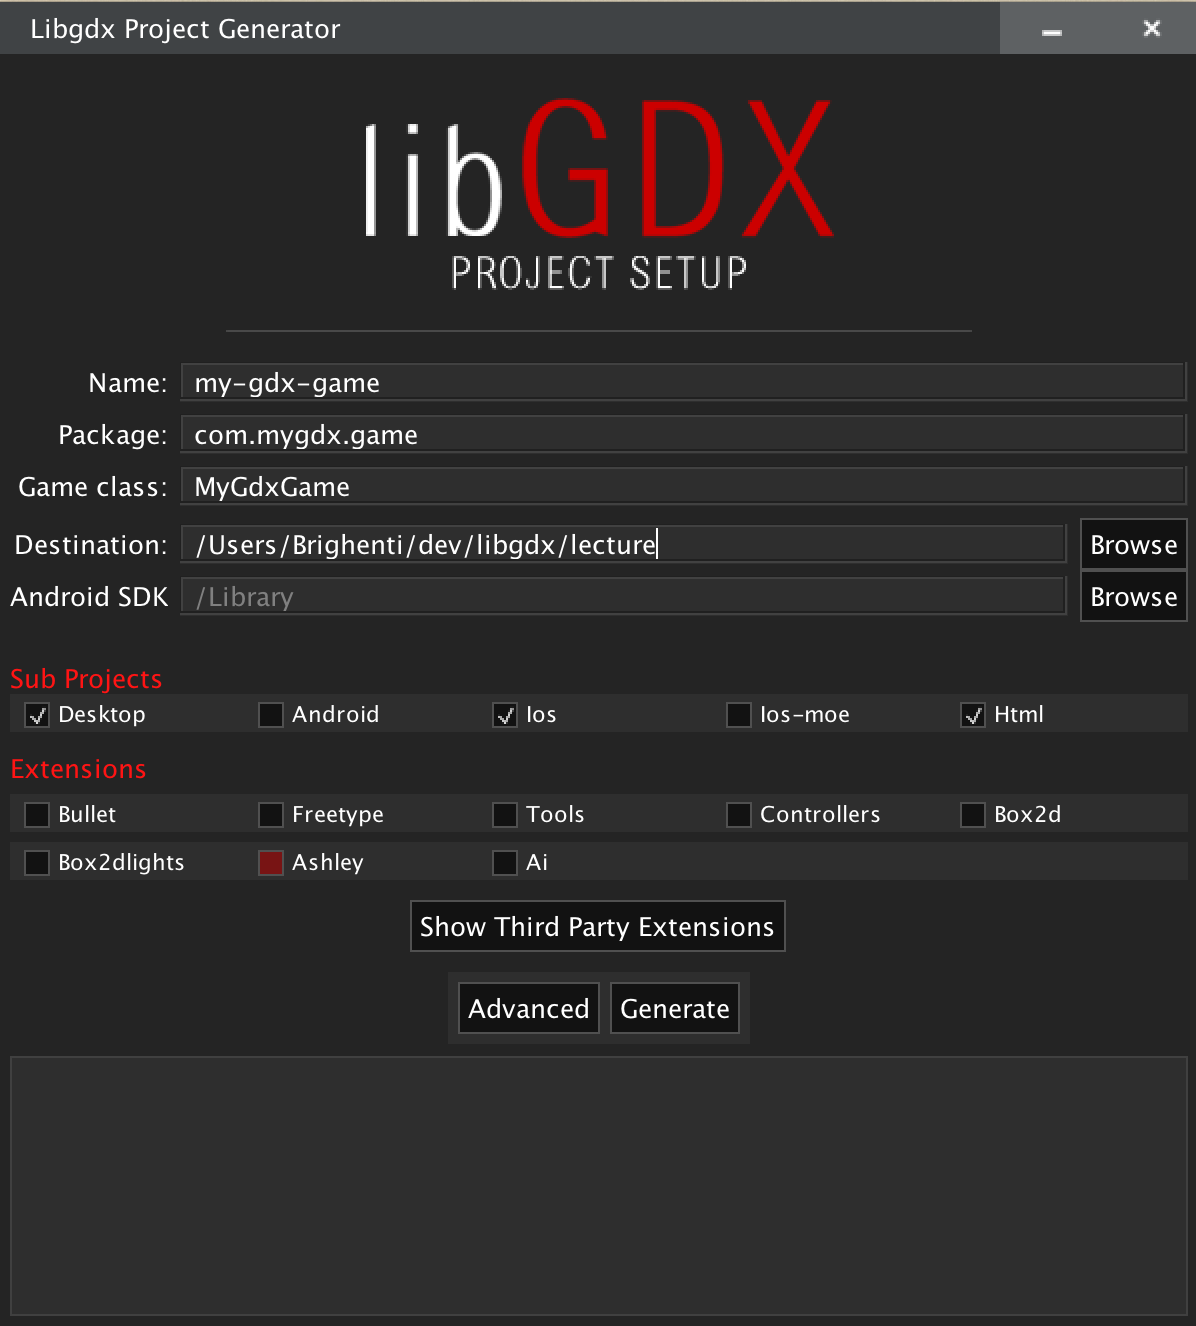 Libgdx Project Generator
libGDX
PROJECT SETUP
Name: my-gdx-game
Package: com.mygdx.game
Game class: MyGdxGame
Destination: /Users/Brighenti/dev/libgdx/lecture Browse
Android SDK /Library Browse
Sub Projects
Desktop Android Ios Ios-moe Html
Extensions
Bullet Freetype Tools Controllers Box2d
Box2dlights Ashley Ai
Show Third Party Extensions
Advanced Generate